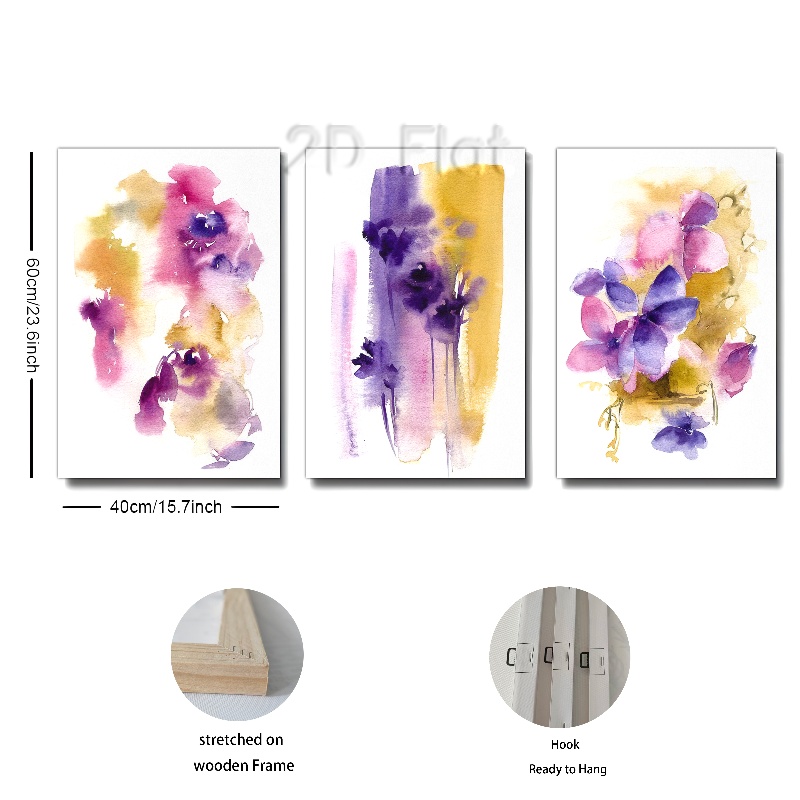 2D Flat
60cm/23.6inch
40cm/15.7inch
stretched on
wooden Frame
Hook
Ready to Hang